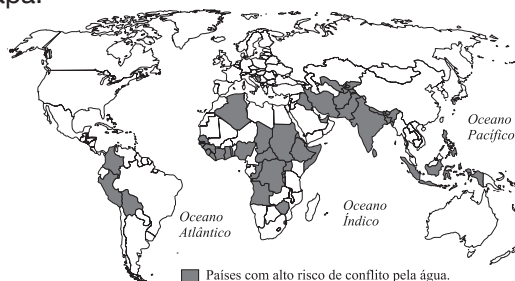 Oceano
Pacífico
Oceano
Índico
Oceano
Atlântico
Países com alto risco de conflito pela água.